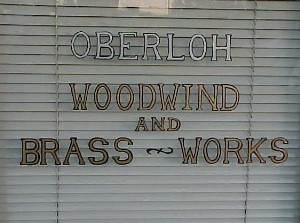 OBERLOH
WOODWIND
AND
BRASS ~ WORKS